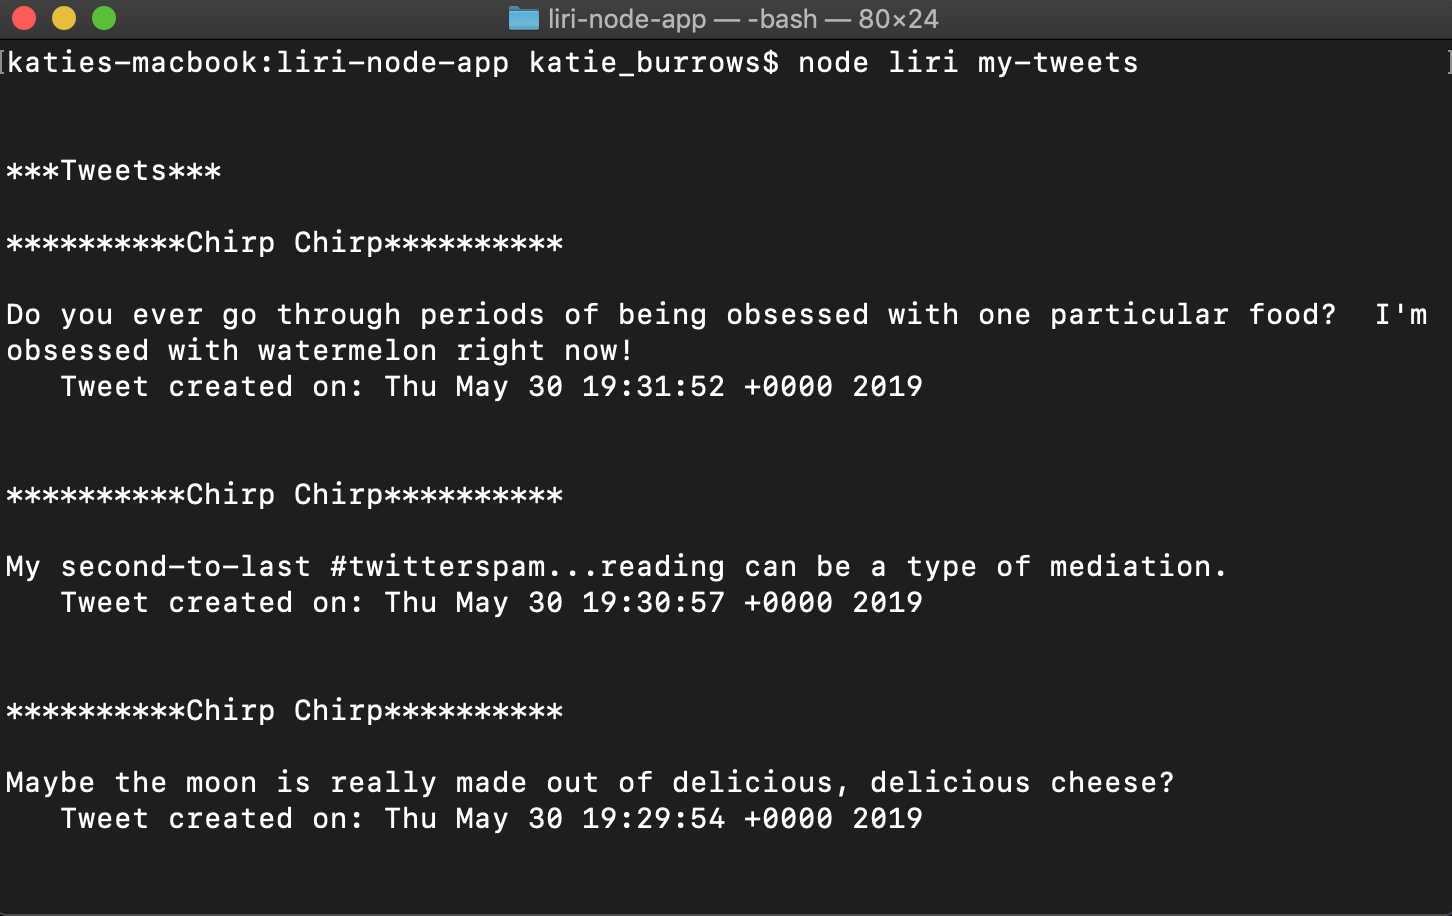 liri-node-app — -bash — 80×24
[katies-macbook:liri-node-app katie_burrows$ node liri my-tweets ]
***Tweets***
**********Chirp Chirp**********
Do you ever go through periods of being obsessed with one particular food?  I'm
obsessed with watermelon right now!
   Tweet created on: Thu May 30 19:31:52 +0000 2019
**********Chirp Chirp**********
My second-to-last #twitterspam...reading can be a type of mediation.
   Tweet created on: Thu May 30 19:30:57 +0000 2019
**********Chirp Chirp**********
Maybe the moon is really made out of delicious, delicious cheese?
   Tweet created on: Thu May 30 19:29:54 +0000 2019